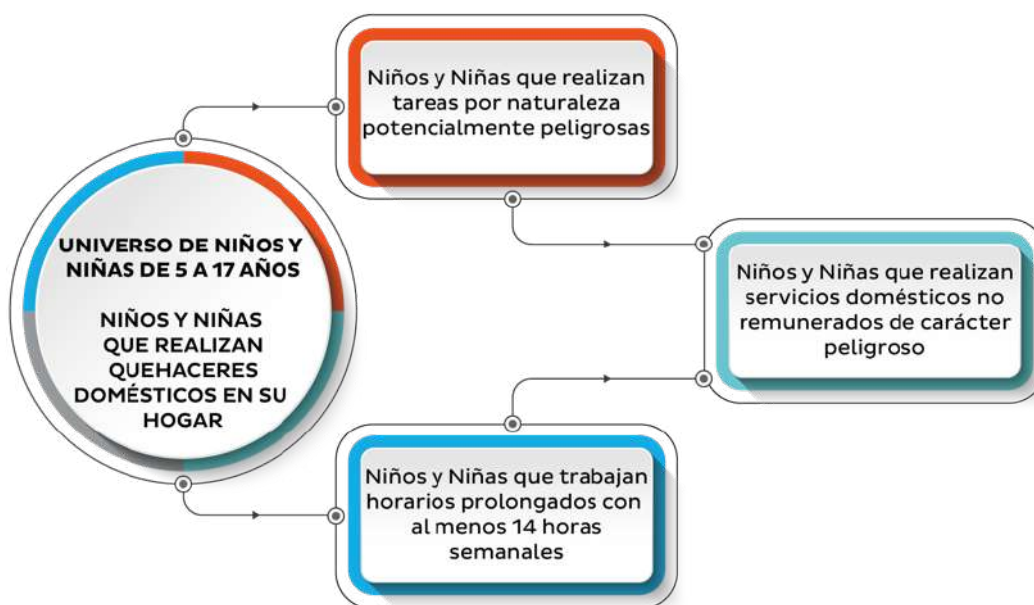 Niños y Niñas que realizan
tareas por naturaleza
potencialmente peligrosas
UNIVERSO DE NIÑOS Y
NIÑAS DE 5 A 17 AÑOS
NIÑOS Y NIÑAS
QUE REALIZAN
QUEHACERES
DOMÉSTICOS EN SU
HOGAR
Niños y Niñas que realizan
servicios domésticos no
remunerados de carácter
peligroso
Niños y Niñas que trabajan
horarios prolongados con
al menos 14 horas
semanales